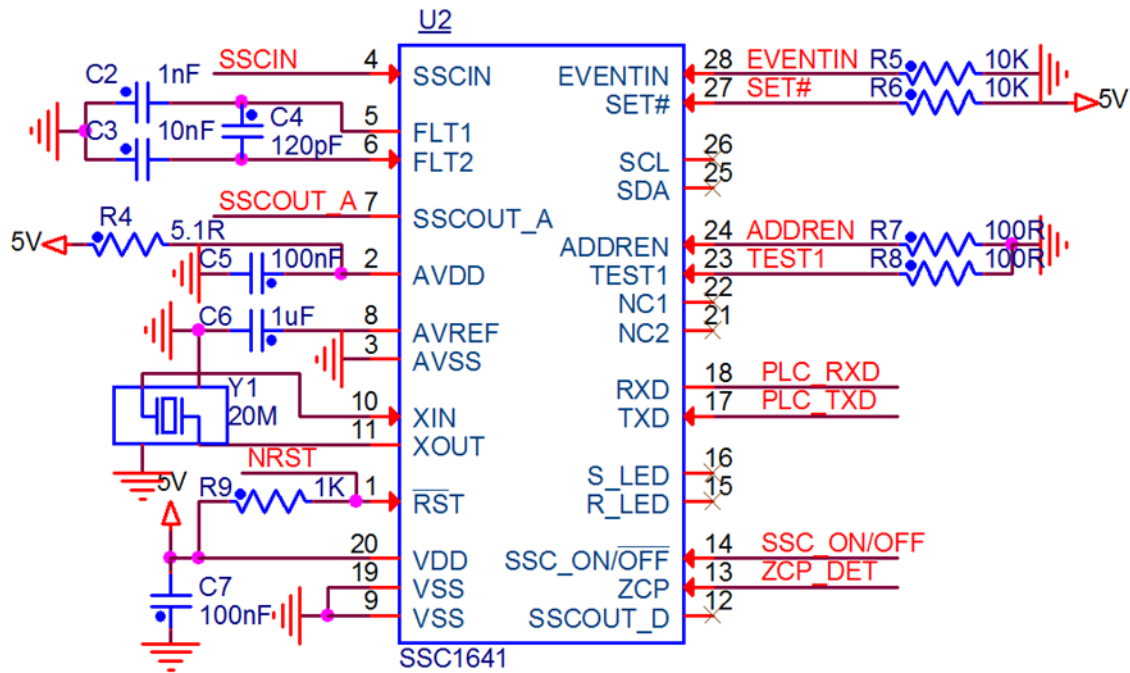 U2
SSCIN 4 SSCIN
C2 1nF
C3 10nF C4 5 FLT1
120pF 6 FLT2
SSCOUT_A 7 SSCOUT_A
R4 5.1R
5V
C5 100nF 2 AVDD
C6 1uF 8 AVREF
3 AVSS
Y1
20M 10 XIN
11 XOUT
NRST
5V R9 1K 1 RST
20 VDD
C7 19 VSS
100nF 9 VSS
SSC1641
EVENTIN 28 EVENTIN R5 10K
SET# 27 SET# R6 10K 5V
SCL 26
SDA 25
ADDREN 24 ADDREN R7 100R
TEST1 23 TEST1 R8 100R
NC1 22
NC2 21
RXD 18 PLC_RXD
TXD 17 PLC_TXD
S_LED 16
R_LED 15
SSC_ON/OFF 14 SSC_ON/OFF
ZCP 13 ZCP_DET
SSCOUT_D 12